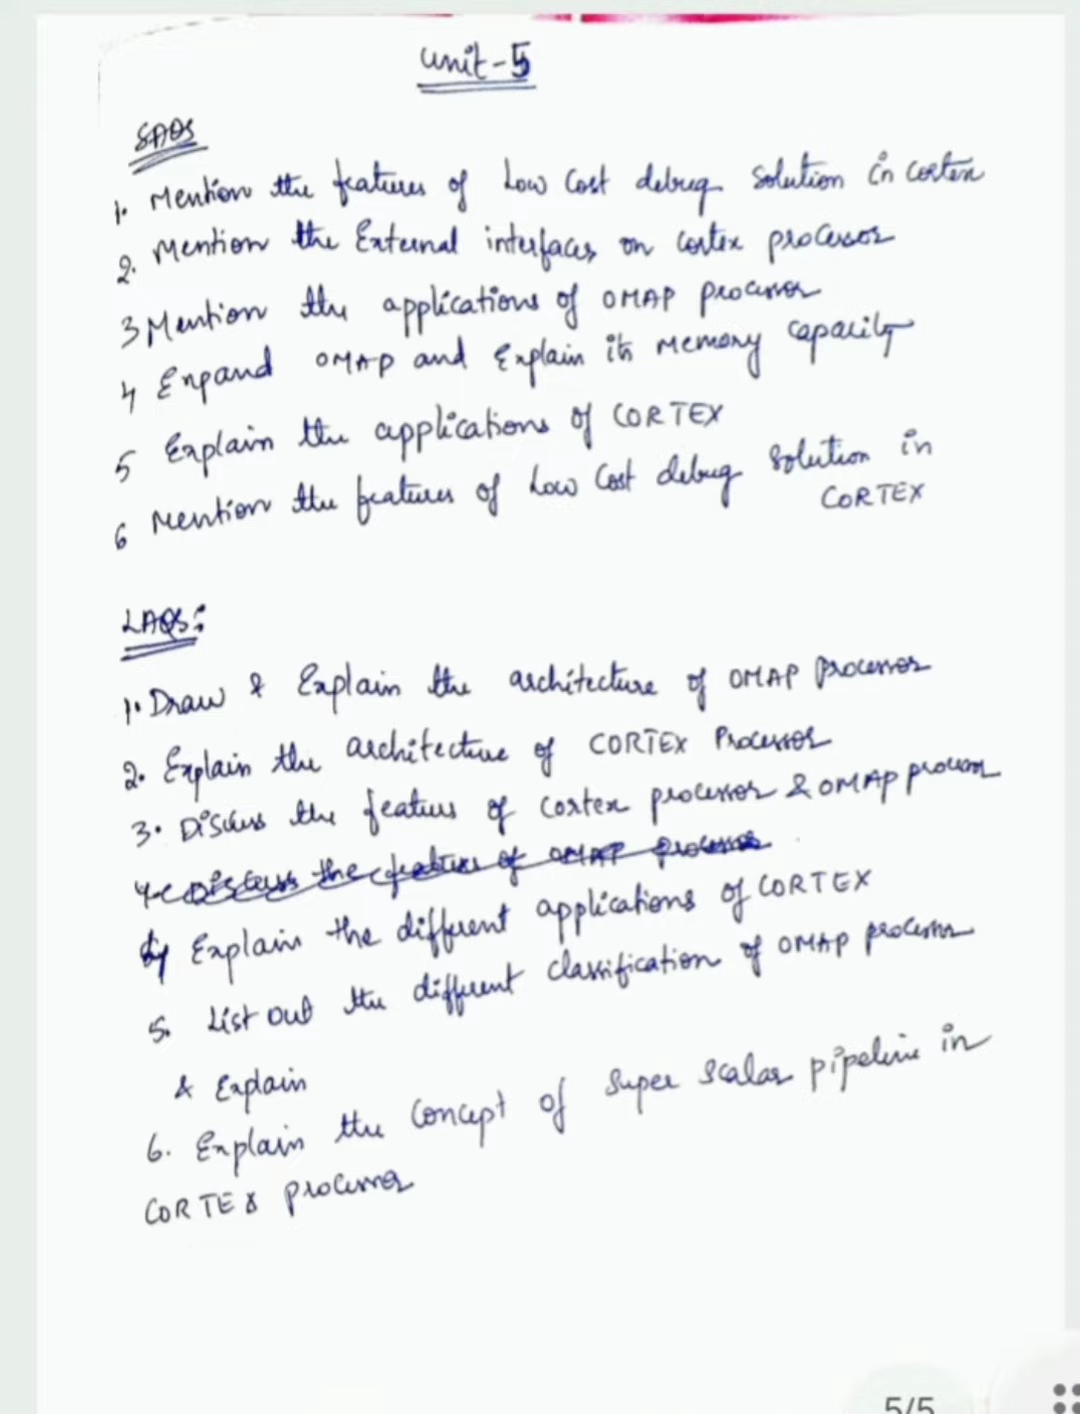 Unit-5
SAQs
1. Mention the features of Low Cost debug Solution in Cortex
2. Mention the External interfaces on Cortex processor
3 Mention the applications of OMAP processor
4 Expand OMAP and Explain its Memory capacity
5 Explain the applications of CORTEX
6 Mention the features of Low Cost debug Solution in
CORTEX
LAQs:
1. Draw & Explain the architecture of OMAP Processor
2. Explain the architecture of CORTEX Processor
3. Discuss the features of Cortex processor & OMAP processor
4. Discuss the features of OMAP processor
4 Explain the different applications of CORTEX
5. List out the different classification of OMAP processor
& Explain
6. Explain the Concept of Super Scalar pipeline in
CORTEX processor
5/5